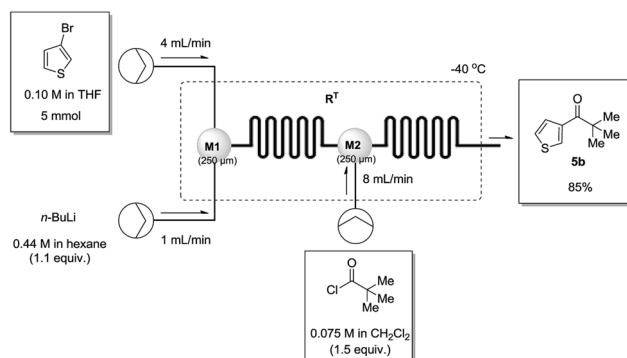 Br
S
0.10 M in THF
5 mmol
4 mL/min
-40 °C
R^T
M1
(250 µm)
M2
(250 µm)
8 mL/min
n-BuLi
0.44 M in hexane
(1.1 equiv.)
1 mL/min
O
Cl
Me
Me
Me
0.075 M in CH₂Cl₂
(1.5 equiv.)
O
Me
Me
Me
S
5b
85%